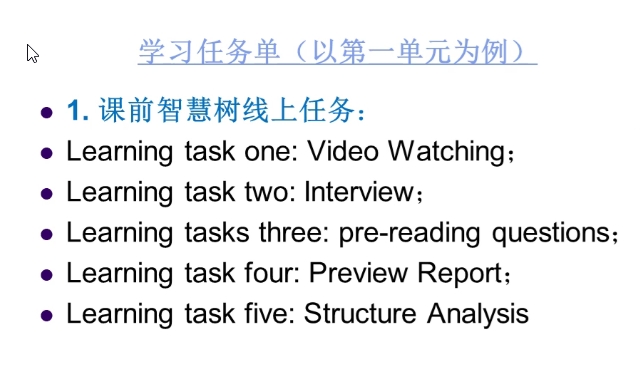 学习任务单（以第一单元为例）
1. 课前智慧树线上任务：
Learning task one: Video Watching；
Learning task two: Interview；
Learning tasks three: pre-reading questions；
Learning task four: Preview Report；
Learning task five: Structure Analysis